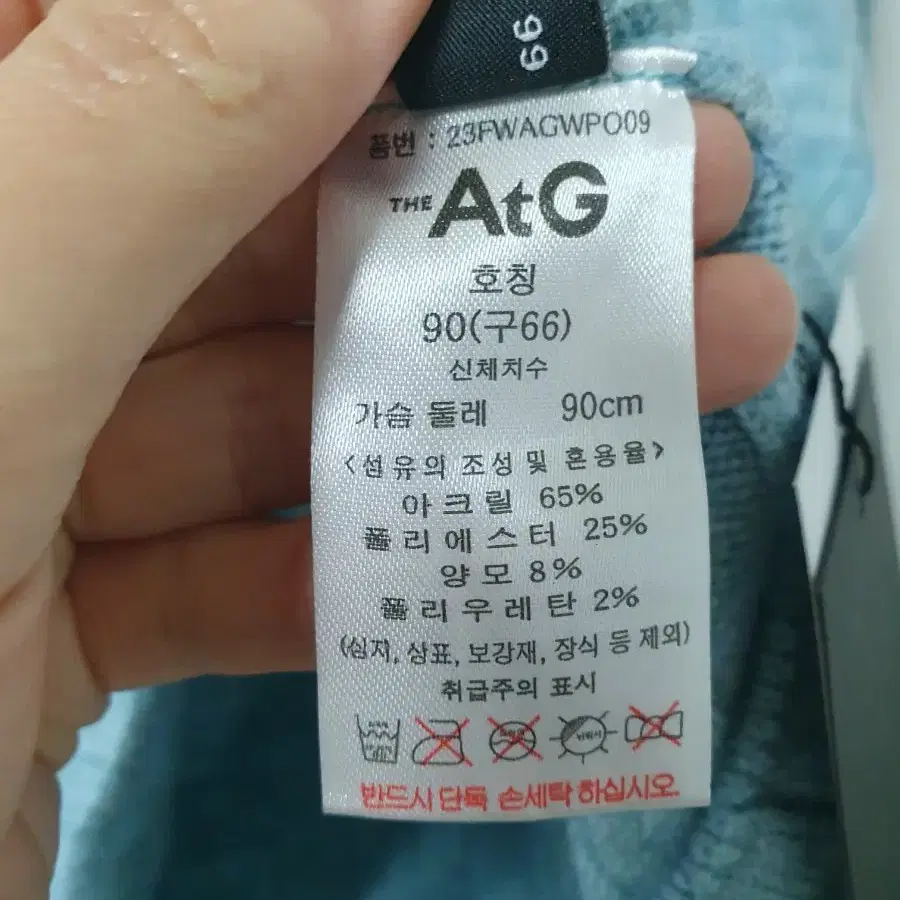 66
품번 : 23FWAGWPO09
THE AtG
호칭
90(구66)
신체치수
가슴 둘레 90cm
<섬유의 조성 및 혼용율>
아크릴 65%
폴리에스터 25%
양모 8%
폴리우레탄 2%
(심지, 상표, 보강재, 장식 등 제외)
취급주의 표시
반드시 단독 손세탁 하십시오.